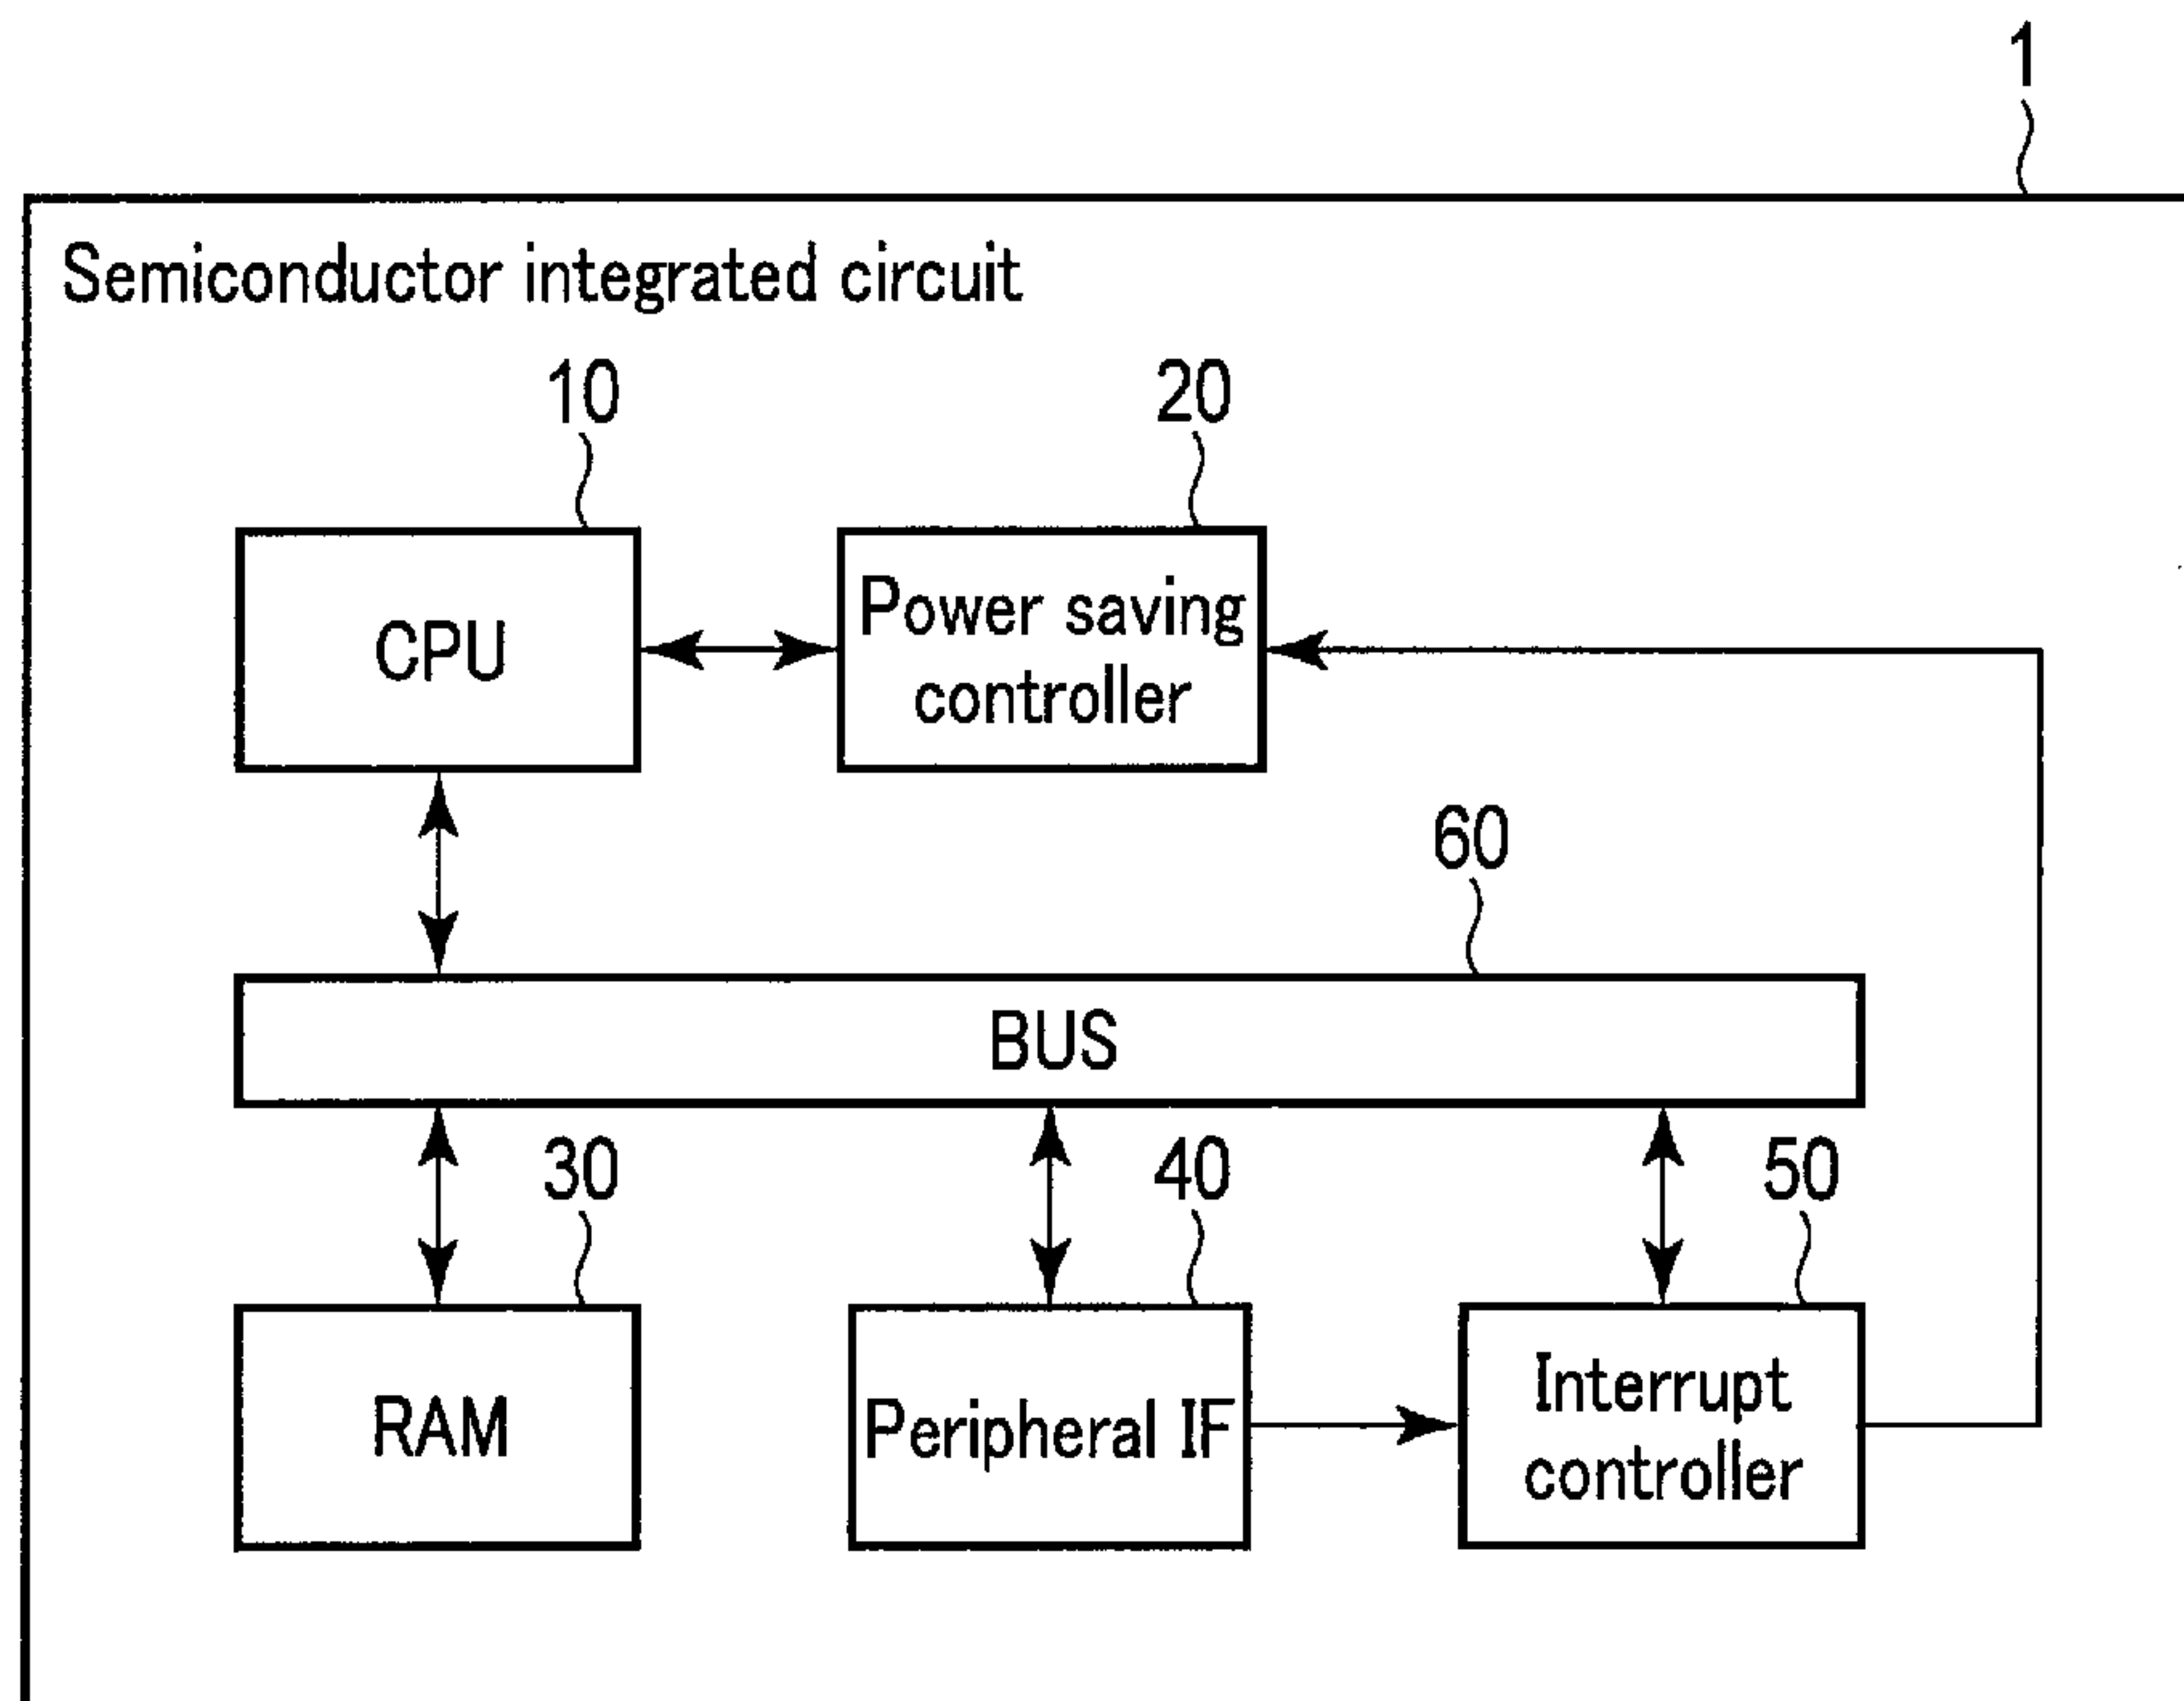 1
Semiconductor integrated circuit
10
20
CPU
Power saving
controller
60
BUS
30
40
50
RAM
Peripheral IF
Interrupt
controller